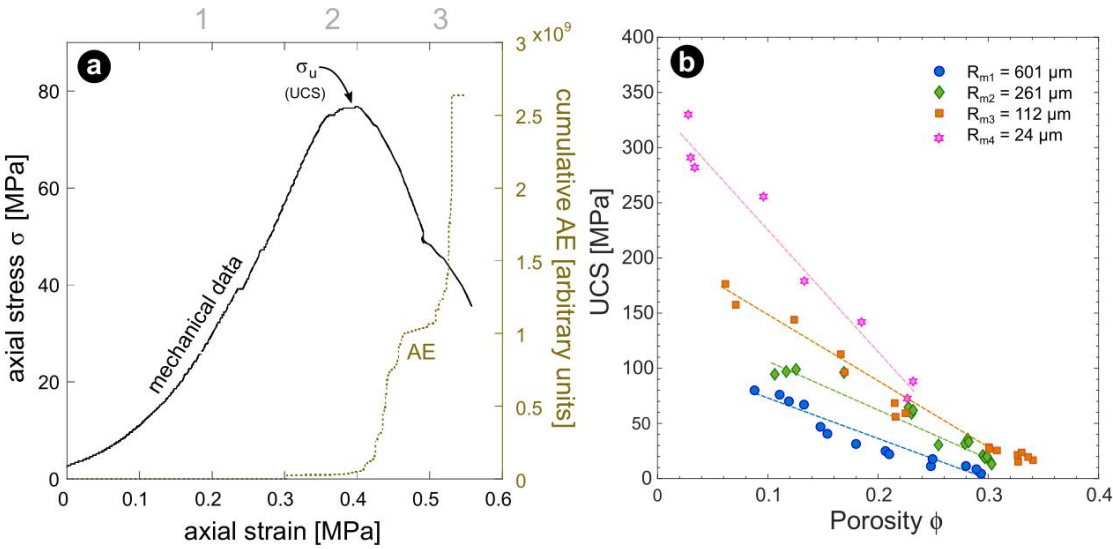 1 2 3
a
3 ×10⁹
80
60
40
20
0
axial stress σ [MPa]
σu
(UCS)
mechanical data
AE
2.5
2
1.5
1
0.5
0
cumulative AE [arbitrary units]
0 0.1 0.2 0.3 0.4 0.5 0.6
axial strain [MPa]
b
400
350
300
250
200
150
100
50
0
UCS [MPa]
Rm1 = 601 µm
Rm2 = 261 µm
Rm3 = 112 µm
Rm4 = 24 µm
0 0.1 0.2 0.3 0.4
Porosity ϕ